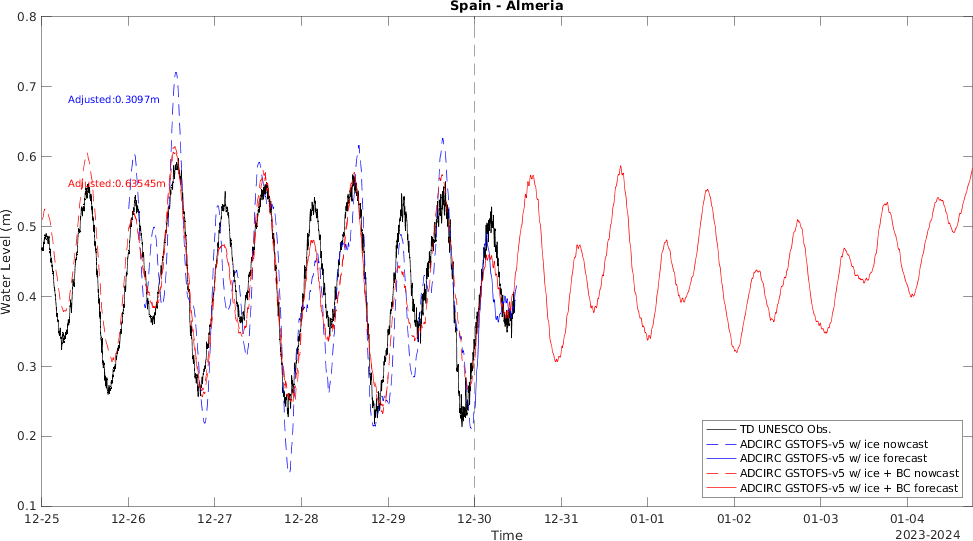 Spain - Almeria
0.8
0.7
0.6
0.5
0.4
0.3
0.2
0.1
Water Level (m)
Adjusted:0.3097m
Adjusted:0.63545m
TD UNESCO Obs.
ADCIRC GSTOFS-v5 w/ ice nowcast
ADCIRC GSTOFS-v5 w/ ice forecast
ADCIRC GSTOFS-v5 w/ ice + BC nowcast
ADCIRC GSTOFS-v5 w/ ice + BC forecast
12-25 12-26 12-27 12-28 12-29 12-30 12-31 01-01 01-02 01-03 01-04
Time
2023-2024